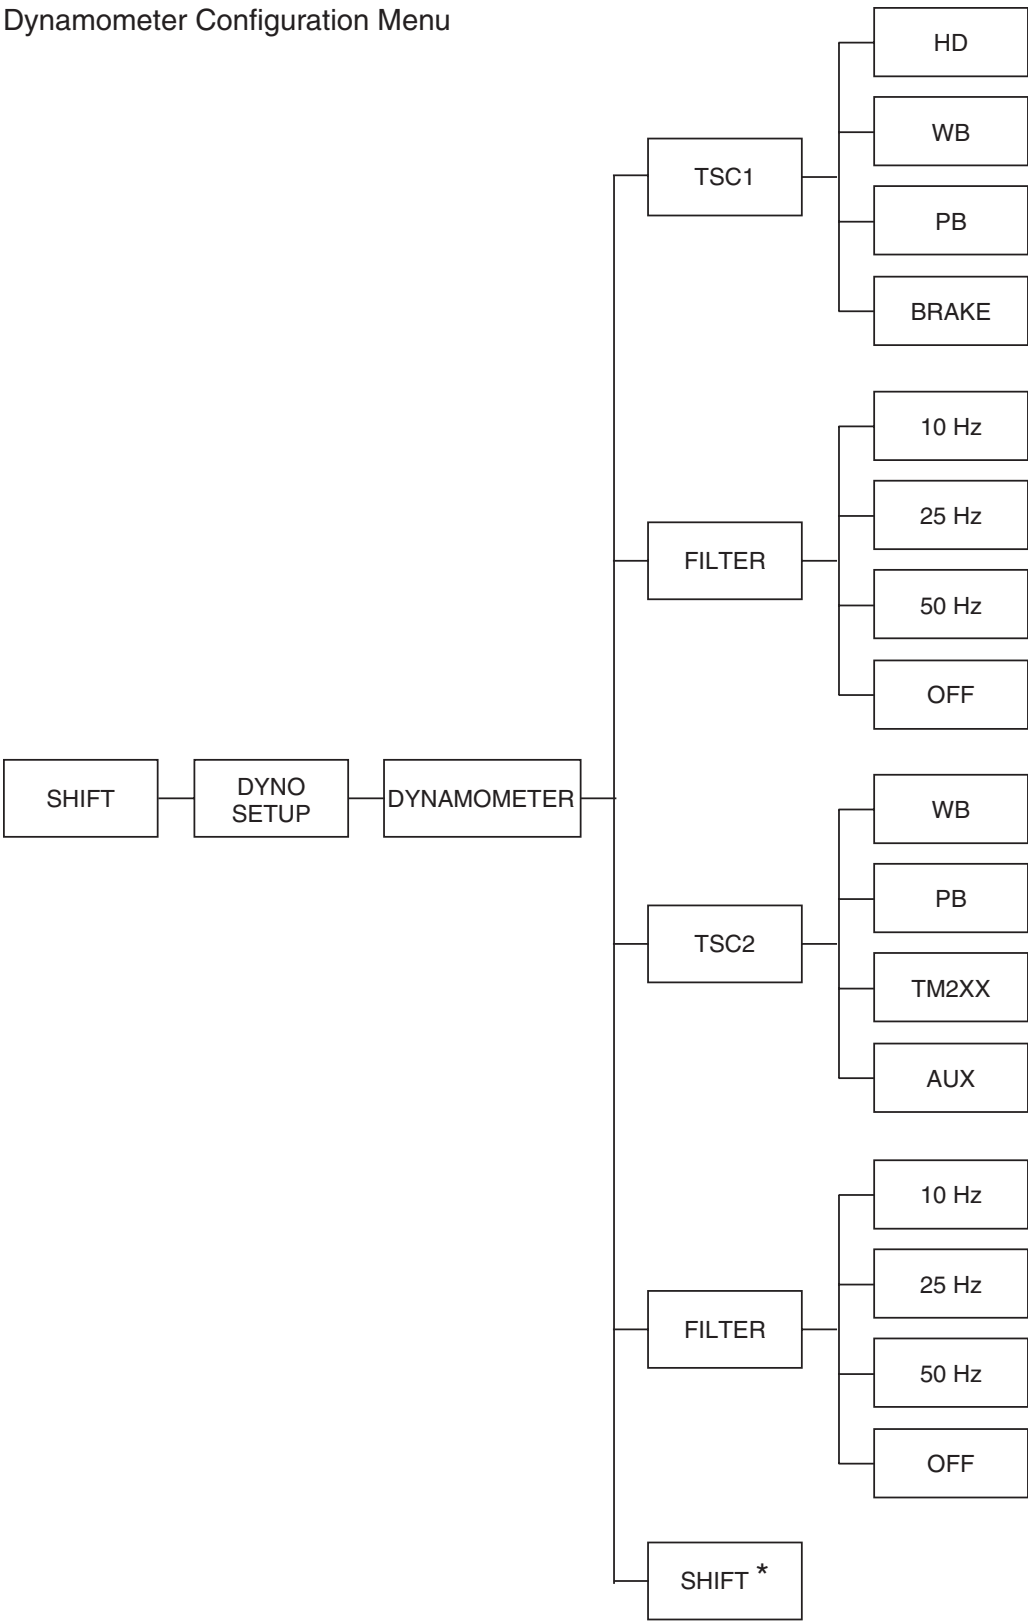 Dynamometer Configuration Menu
HD
WB
TSC1
PB
BRAKE
10 Hz
25 Hz
FILTER
50 Hz
OFF
SHIFT
DYNO
SETUP
DYNAMOMETER
WB
PB
TSC2
TM2XX
AUX
10 Hz
25 Hz
FILTER
50 Hz
OFF
SHIFT *